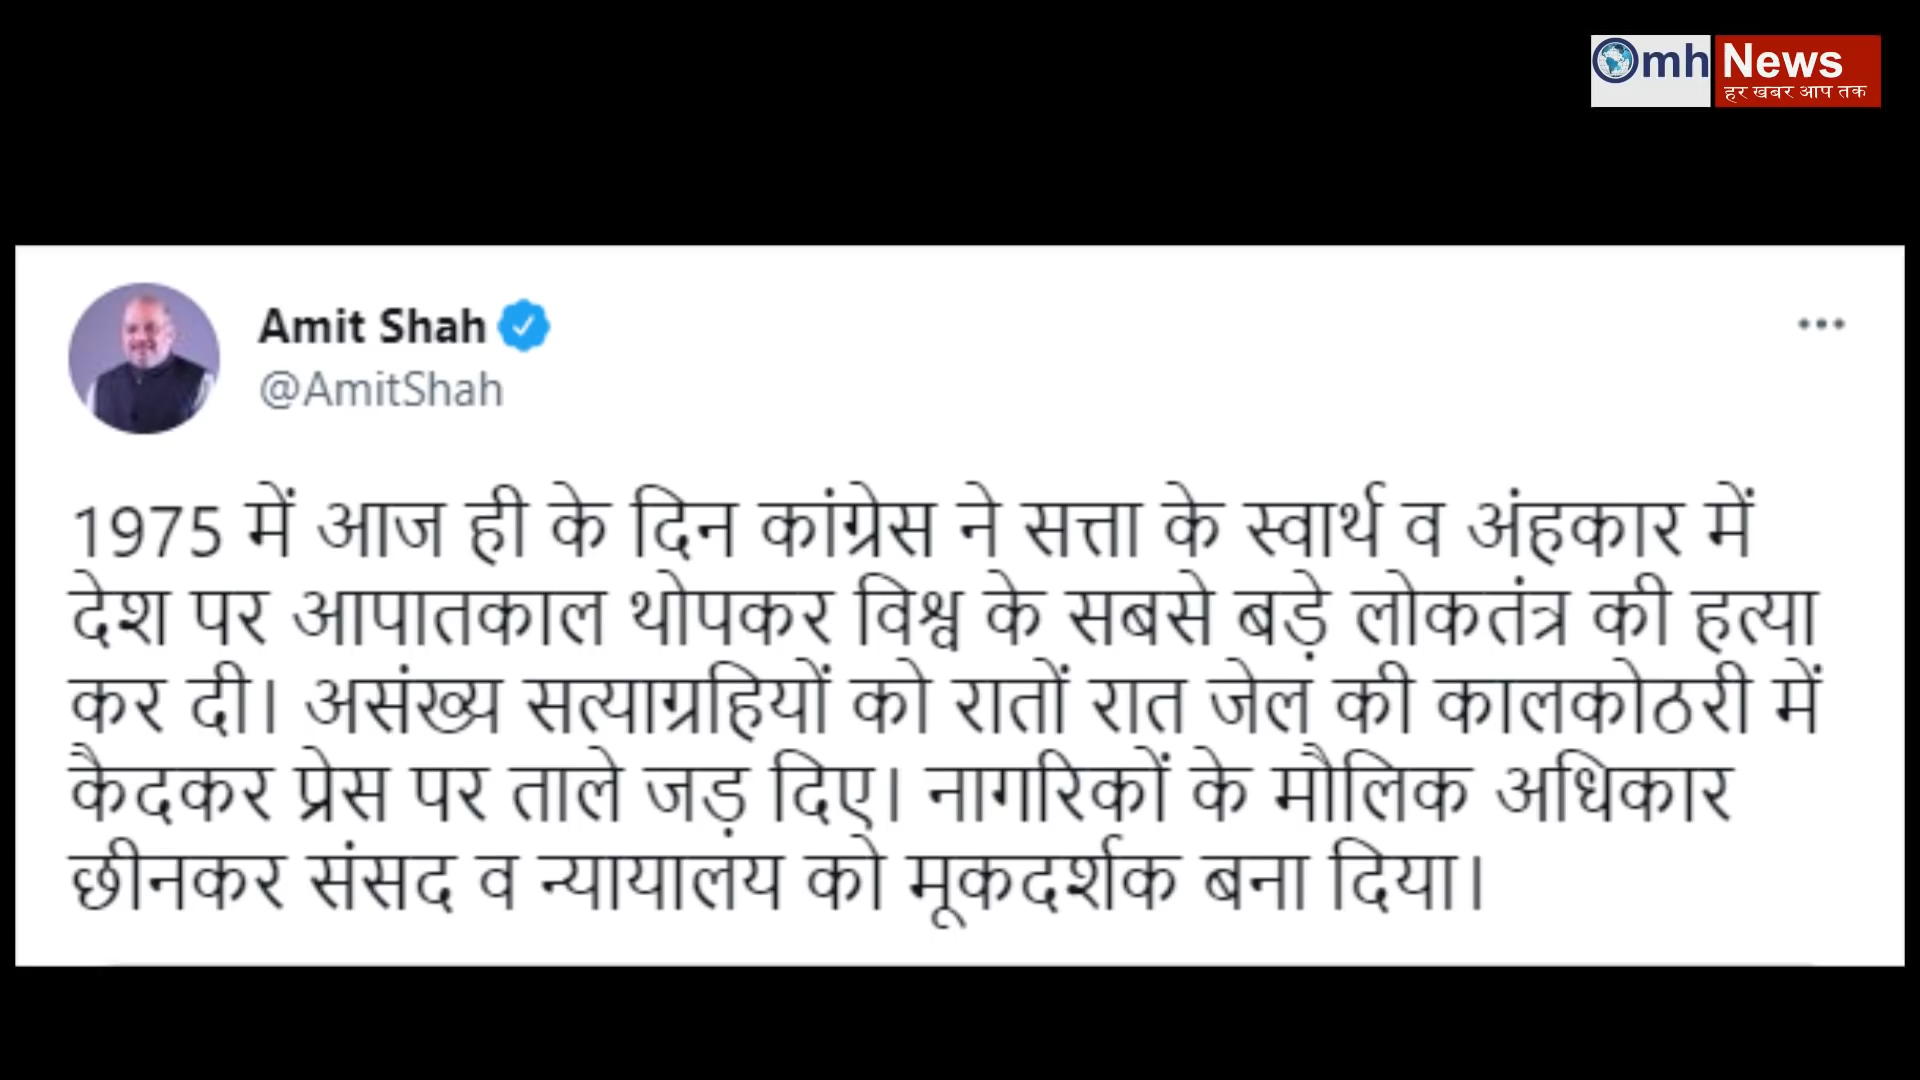 Omh News
हर खबर आप तक
Amit Shah
@AmitShah
1975 में आज ही के दिन कांग्रेस ने सत्ता के स्वार्थ व अंहकार में
देश पर आपातकाल थोपकर विश्व के सबसे बड़े लोकतंत्र की हत्या
कर दी। असंख्य सत्याग्रहियों को रातों रात जेल की कालकोठरी में
कैदकर प्रेस पर ताले जड़ दिए। नागरिकों के मौलिक अधिकार
छीनकर संसद व न्यायालय को मूकदर्शक बना दिया।